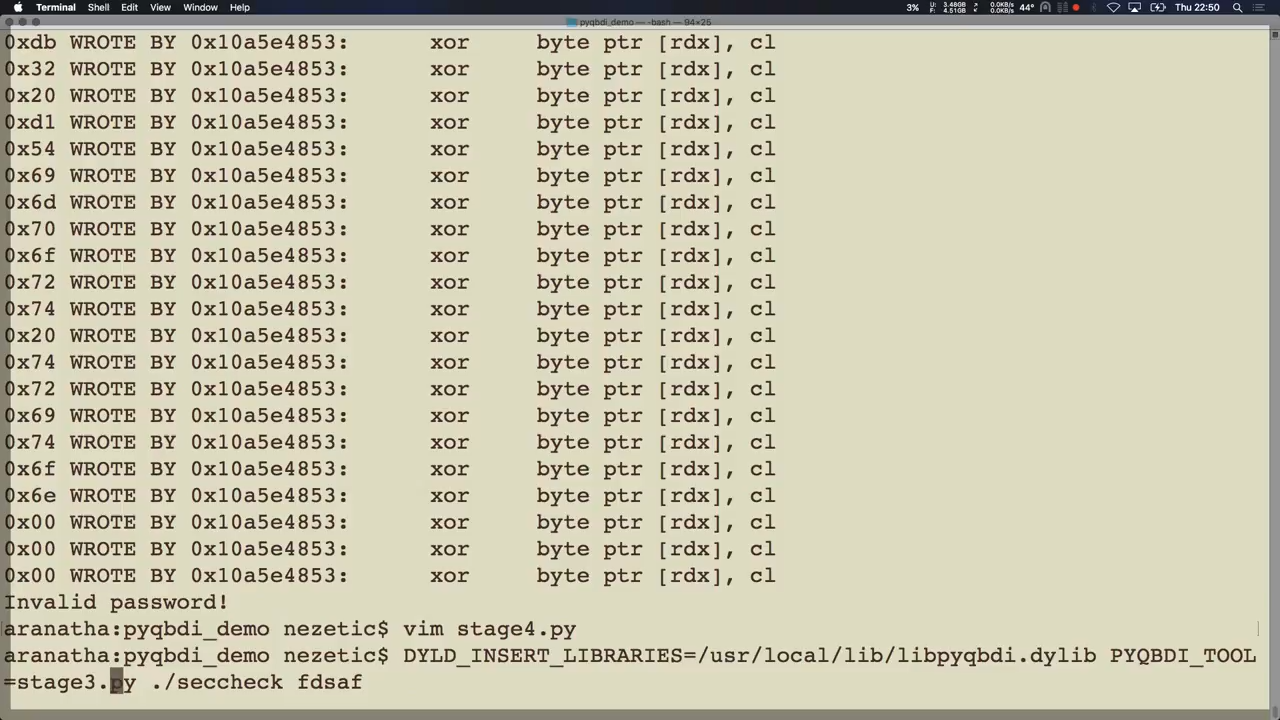 Terminal Shell Edit View Window Help 3% 3.48GB 4.51GB 0.0KB/s 0.0KB/s 44° Thu 22:50
pyqbdi_demo — -bash — 94×25
0xdb WROTE BY 0x10a5e4853: xor byte ptr [rdx], cl
0x32 WROTE BY 0x10a5e4853: xor byte ptr [rdx], cl
0x20 WROTE BY 0x10a5e4853: xor byte ptr [rdx], cl
0xd1 WROTE BY 0x10a5e4853: xor byte ptr [rdx], cl
0x54 WROTE BY 0x10a5e4853: xor byte ptr [rdx], cl
0x69 WROTE BY 0x10a5e4853: xor byte ptr [rdx], cl
0x6d WROTE BY 0x10a5e4853: xor byte ptr [rdx], cl
0x70 WROTE BY 0x10a5e4853: xor byte ptr [rdx], cl
0x6f WROTE BY 0x10a5e4853: xor byte ptr [rdx], cl
0x72 WROTE BY 0x10a5e4853: xor byte ptr [rdx], cl
0x74 WROTE BY 0x10a5e4853: xor byte ptr [rdx], cl
0x20 WROTE BY 0x10a5e4853: xor byte ptr [rdx], cl
0x74 WROTE BY 0x10a5e4853: xor byte ptr [rdx], cl
0x72 WROTE BY 0x10a5e4853: xor byte ptr [rdx], cl
0x69 WROTE BY 0x10a5e4853: xor byte ptr [rdx], cl
0x74 WROTE BY 0x10a5e4853: xor byte ptr [rdx], cl
0x6f WROTE BY 0x10a5e4853: xor byte ptr [rdx], cl
0x6e WROTE BY 0x10a5e4853: xor byte ptr [rdx], cl
0x00 WROTE BY 0x10a5e4853: xor byte ptr [rdx], cl
0x00 WROTE BY 0x10a5e4853: xor byte ptr [rdx], cl
0x00 WROTE BY 0x10a5e4853: xor byte ptr [rdx], cl
Invalid password!
aranatha:pyqbdi_demo nezetic$ vim stage4.py
aranatha:pyqbdi_demo nezetic$ DYLD_INSERT_LIBRARIES=/usr/local/lib/libpyqbdi.dylib PYQBDI_TOOL
=stage3.py ./seccheck fdsaf